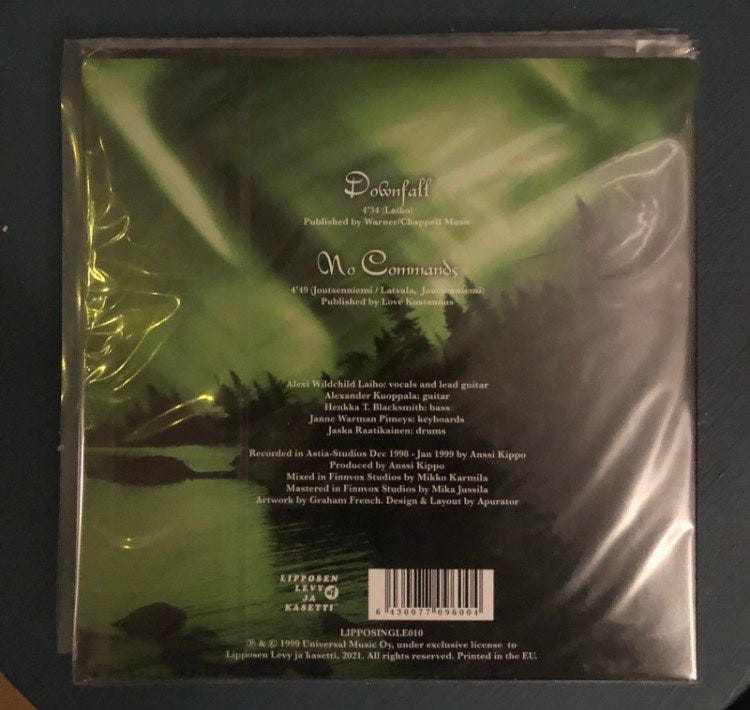 Downfall
4'34 (Laiho)
Published by Warner/Chappell Music
No Commands
4'49 (Joutsenniemi / Latvala, Joutsenniemi)
Published by Love Kustannus
Alexi Wildchild Laiho: vocals and lead guitar
Alexander Kuoppala: guitar
Henkka T. Blacksmith: bass
Janne Warman Pimeys: keyboards
Jaska Raatikainen: drums
Recorded in Astia-Studios Dec 1998 - Jan 1999 by Anssi Kippo
Produced by Anssi Kippo
Mixed in Finnvox Studios by Mikko Karmila
Mastered in Finnvox Studios by Mika Jussila
Artwork by Graham French. Design & Layout by Apurator
LIPPOSEN
LEVY
JA
KASETTI
6 430077 096004
LIPPOSINGLE010
℗ & © 1999 Universal Music Oy, under exclusive license to
Lipposen Levy ja kasetti, 2021. All rights reserved. Printed in the EU.